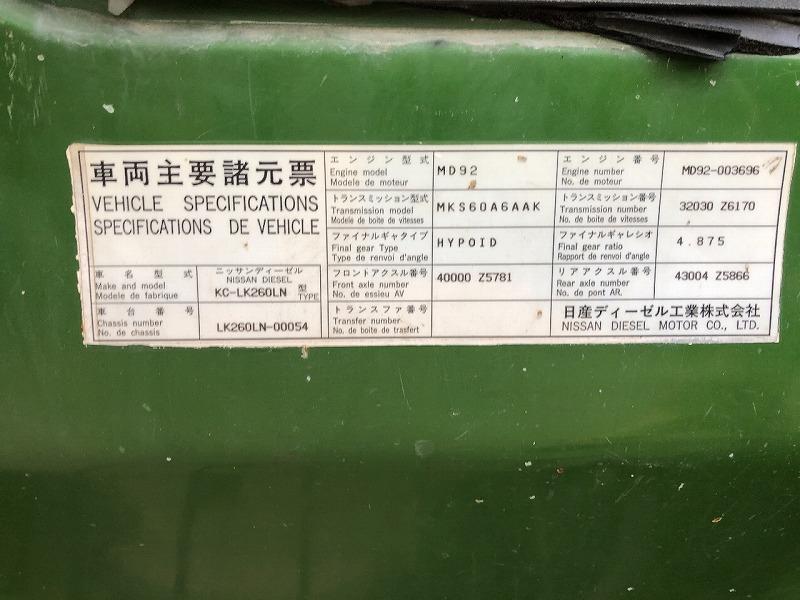 車両主要諸元票
VEHICLE SPECIFICATIONS
SPECIFICATIONS DE VEHICLE
車名型式
Make and model
Modele de fabrique
ニッサンディーゼル
NISSAN DIESEL
KC-LK260LN 型
TYPE
車台番号
Chassis number
No. de chassis
LK260LN-00054
エンジン型式
Engine model
Modele de moteur
MD92
トランスミッション型式
Transmission model
Modele de boite de vitesses
MKS60A6AAK
ファイナルギヤタイプ
Final gear Type
Type de renvoi d'angle
HYPOID
フロントアクスル番号
Front axle number
No. de essieu AV
40000 Z5781
トランスファ番号
Transfer number
No. de boite de trasfert
エンジン番号
Engine number
No. de moteur
MD92-003696
トランスミッション番号
Transmission number
No. de boite de vitesses
32030 Z6170
ファイナルギヤレシオ
Final gear ratio
Rapport de renvoi d'angle
4.875
リアアクスル番号
Rear axle number
No. de pont AR.
43004 Z5866
日産ディーゼル工業株式会社
NISSAN DIESEL MOTOR CO., LTD.